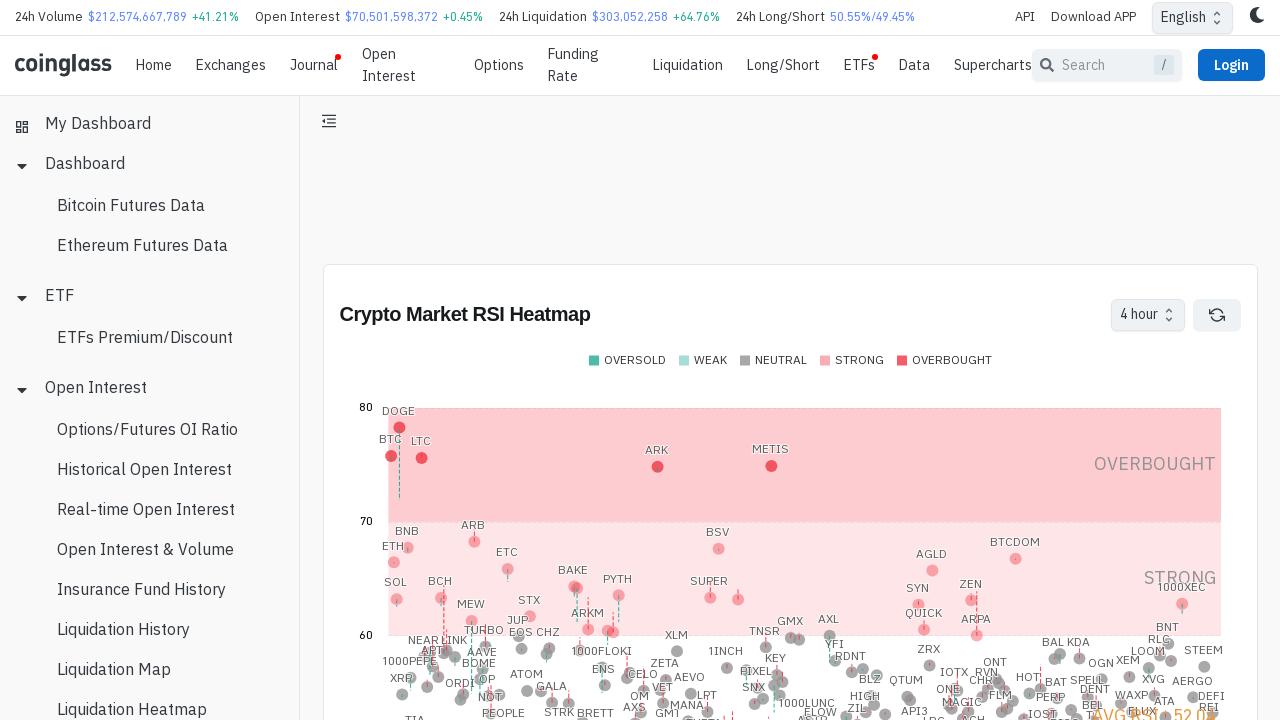 24h Volume $212,574,667,789 +41.21% Open Interest $70,501,598,372 +0.45% 24h Liquidation $303,052,258 +64.76% 24h Long/Short 50.55%/49.45% API Download APP English
coinglass Home Exchanges Journal Open Interest Options Funding Rate Liquidation Long/Short ETFs Data Supercharts Search / Login
My Dashboard
Dashboard
Bitcoin Futures Data
Ethereum Futures Data
ETF
ETFs Premium/Discount
Open Interest
Options/Futures OI Ratio
Historical Open Interest
Real-time Open Interest
Open Interest & Volume
Insurance Fund History
Liquidation History
Liquidation Map
Liquidation Heatmap
Crypto Market RSI Heatmap 4 hour
OVERSOLD WEAK NEUTRAL STRONG OVERBOUGHT
80
DOGE
BTC LTC
ARK METIS
OVERBOUGHT
70
BNB ARB BSV
ETH ETC AGLD BTCDOM
SOL BCH BAKE PYTH SUPER SYN ZEN STRONG
1000XEC
MEW STX ARKM QUICK ARPA
JUP GMX AXL BNT
60
TURBO EOS CHZ XLM TNSR
NEAR LINK YFI BAL KDA RLC
AAVE 1000FLOKI 1INCH RDNT ZRX LOOM STEEM
1000PEPE BOME ENS ZETA KEY ONT OGN XEM
XRP OP ATOM CELO AEVO PIXEL BLZ QTUM IOTX RVN HOT BAT SPELL XVG AERGO
ORDI GALA VET SNX CHR DENT
NOT OM LPT HIGH ONE FLM PERP WAXP ATA DEFI
PEOPLE STRK BRETT AXS MANA 1000LUNC ZIL API3 MAGIC IOST BEL FLUX REI
GMT